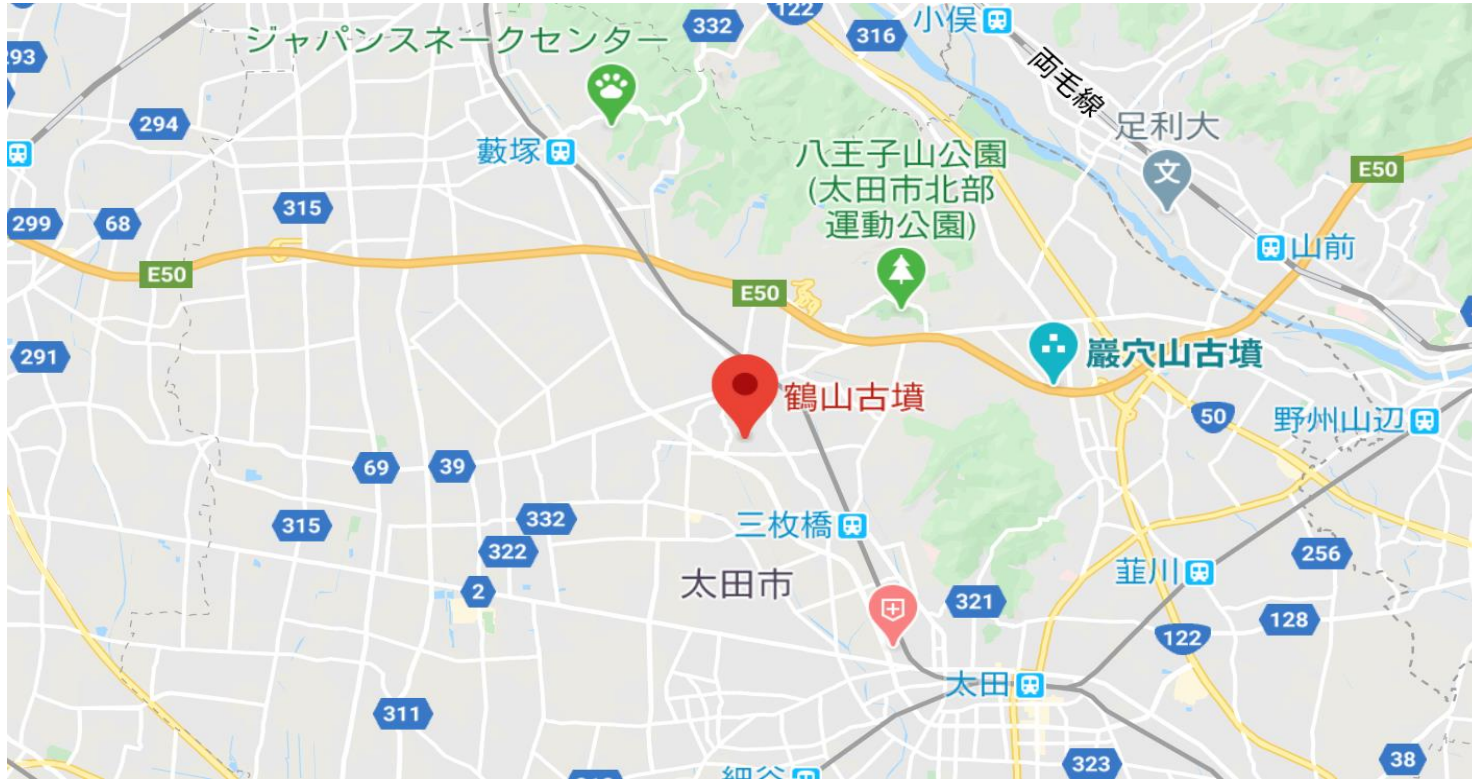 ジャパンスネークセンター
332
122
316
小俣
両毛線
足利大
文
293
294
藪塚
八王子山公園
(太田市北部
運動公園)
E50
299
68
315
山前
E50
E50
291
巖穴山古墳
鶴山古墳
50
野州山辺
69
39
315
332
三枚橋
322
256
韮川
太田市
2
321
128
122
太田
311
38
323